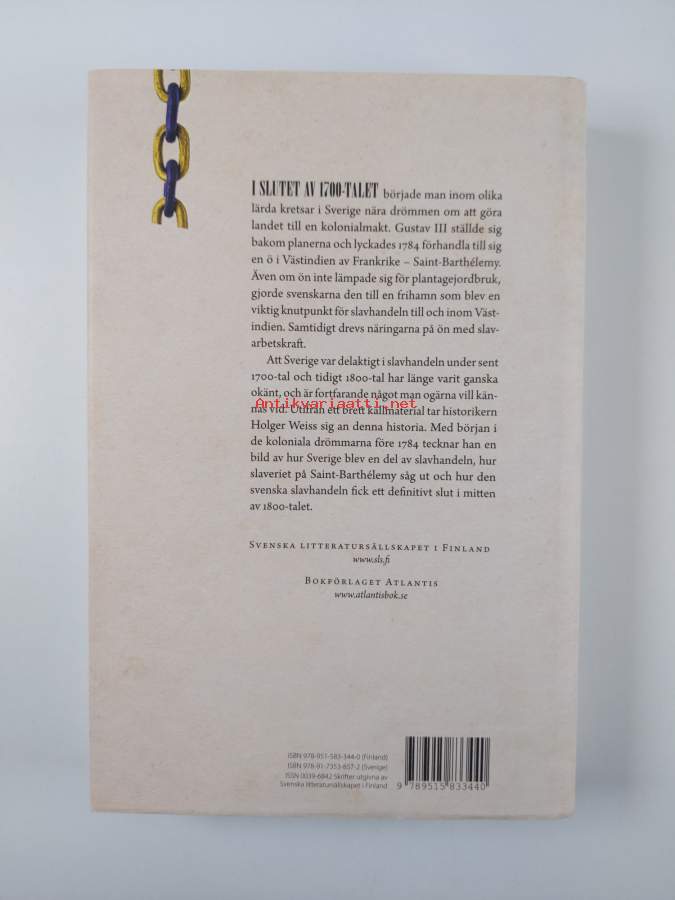 I SLUTET AV 1700-TALET började man inom olika
lärda kretsar i Sverige nära drömmen om att göra
landet till en kolonialmakt. Gustav III ställde sig
bakom planerna och lyckades 1784 förhandla till sig
en ö i Västindien av Frankrike – Saint-Barthélemy.
Även om ön inte lämpade sig för plantagejordbruk,
gjorde svenskarna den till en frihamn som blev en
viktig knutpunkt för slavhandeln till och inom Väst-
indien. Samtidigt drevs näringarna på ön med slav-
arbetskraft.
Att Sverige var delaktigt i slavhandeln under sent
1700-tal och tidigt 1800-tal har länge varit ganska
okänt, och är fortfarande något man ogärna vill kän-
Antikvariaatti.net
nas vid. Utifrån ett brett källmaterial tar historikern
Holger Weiss sig an denna historia. Med början i
de koloniala drömmarna före 1784 tecknar han en
bild av hur Sverige blev en del av slavhandeln, hur
slaveriet på Saint-Barthélemy såg ut och hur den
svenska slavhandeln fick ett definitivt slut i mitten
av 1800-talet.
Svenska litteratursällskapet i Finland
www.sls.fi
Bokförlaget Atlantis
www.atlantisbok.se
ISBN 978-951-583-344-0 (Finland)
ISBN 978-91-7353-657-2 (Sverige)
ISSN 0039-6842 Skrifter utgivna av
Svenska litteratursällskapet i Finland
9 789515 833440